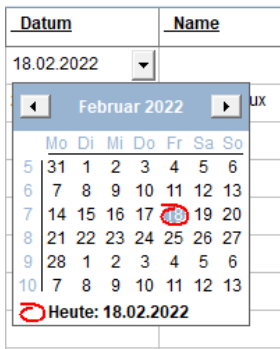 Datum Name
18.02.2022
ux
Februar 2022
Mo Di Mi Do Fr Sa So
5 31 1 2 3 4 5 6
6 7 8 9 10 11 12 13
7 14 15 16 17 18 19 20
8 21 22 23 24 25 26 27
9 28 1 2 3 4 5 6
10 7 8 9 10 11 12 13
Heute: 18.02.2022